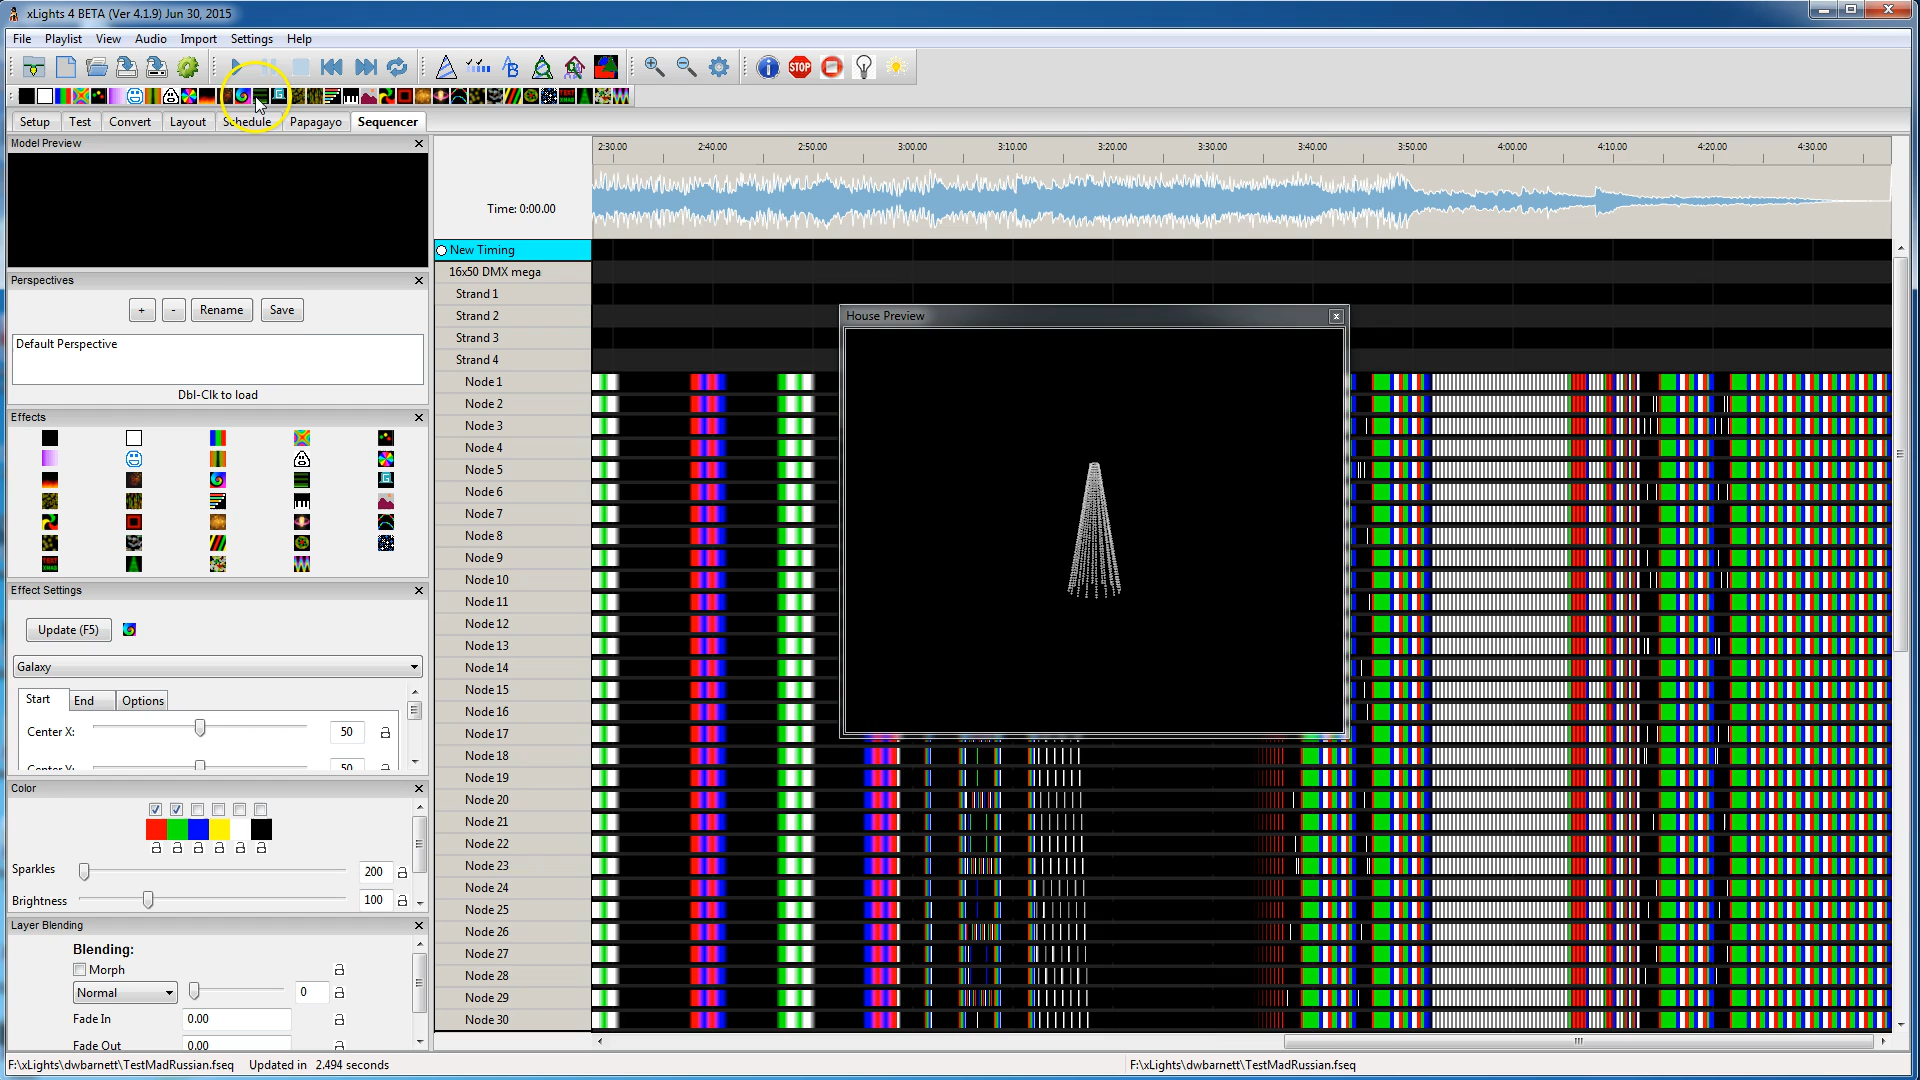 xLights 4 BETA (Ver 4.1.9) Jun 30, 2015
File Playlist View Audio Import Settings Help
STOP
Setup Test Convert Layout Schedule Papagayo Sequencer
Model Preview
Perspectives
+ - Rename Save
Default Perspective
Dbl-Clk to load
Effects
Effect Settings
Update (F5)
Galaxy
Start End Options
Center X: 50
Center Y: 50
Color
Sparkles 200
Brightness 100
Layer Blending
Blending:
Morph
Normal 0
Fade In 0.00
Fade Out 0.00
2:30.00 2:40.00 2:50.00 3:00.00 3:10.00 3:20.00 3:30.00 3:40.00 3:50.00 4:00.00 4:10.00 4:20.00 4:30.00
Time: 0:00.00
New Timing
16x50 DMX mega
Strand 1
Strand 2
Strand 3
Strand 4
Node 1
Node 2
Node 3
Node 4
Node 5
Node 6
Node 7
Node 8
Node 9
Node 10
Node 11
Node 12
Node 13
Node 14
Node 15
Node 16
Node 17
Node 18
Node 19
Node 20
Node 21
Node 22
Node 23
Node 24
Node 25
Node 26
Node 27
Node 28
Node 29
Node 30
House Preview
F:\xLights\dwbarnett\TestMadRussian.fseq Updated in 2.494 seconds
F:\xLights\dwbarnett\TestMadRussian.fseq